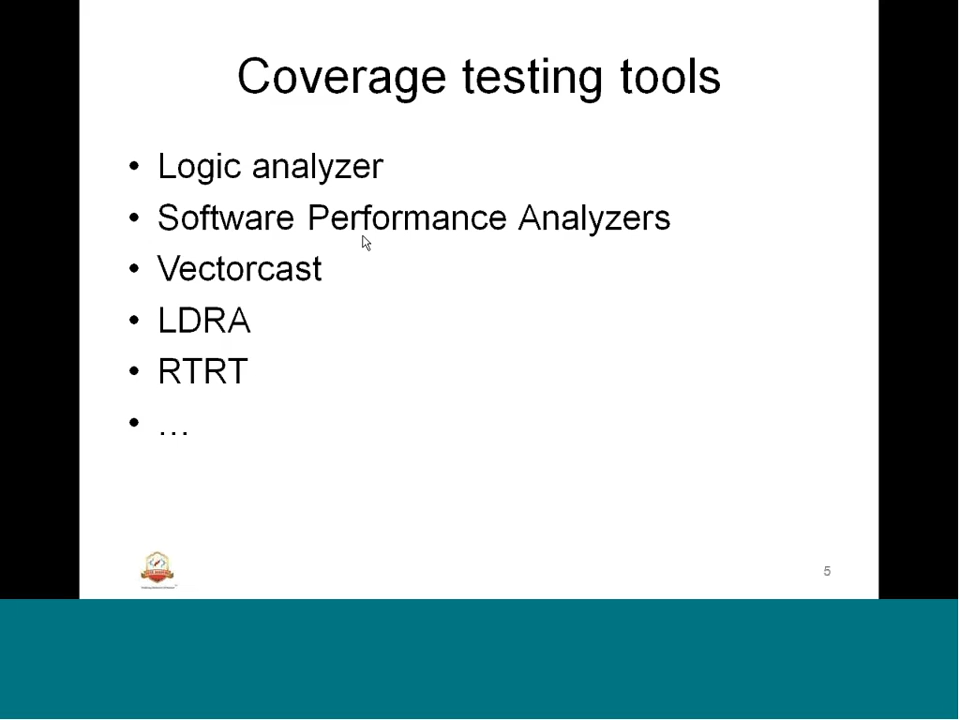 Coverage testing tools
• Logic analyzer
• Software Performance Analyzers
• Vectorcast
• LDRA
• RTRT
• …
5